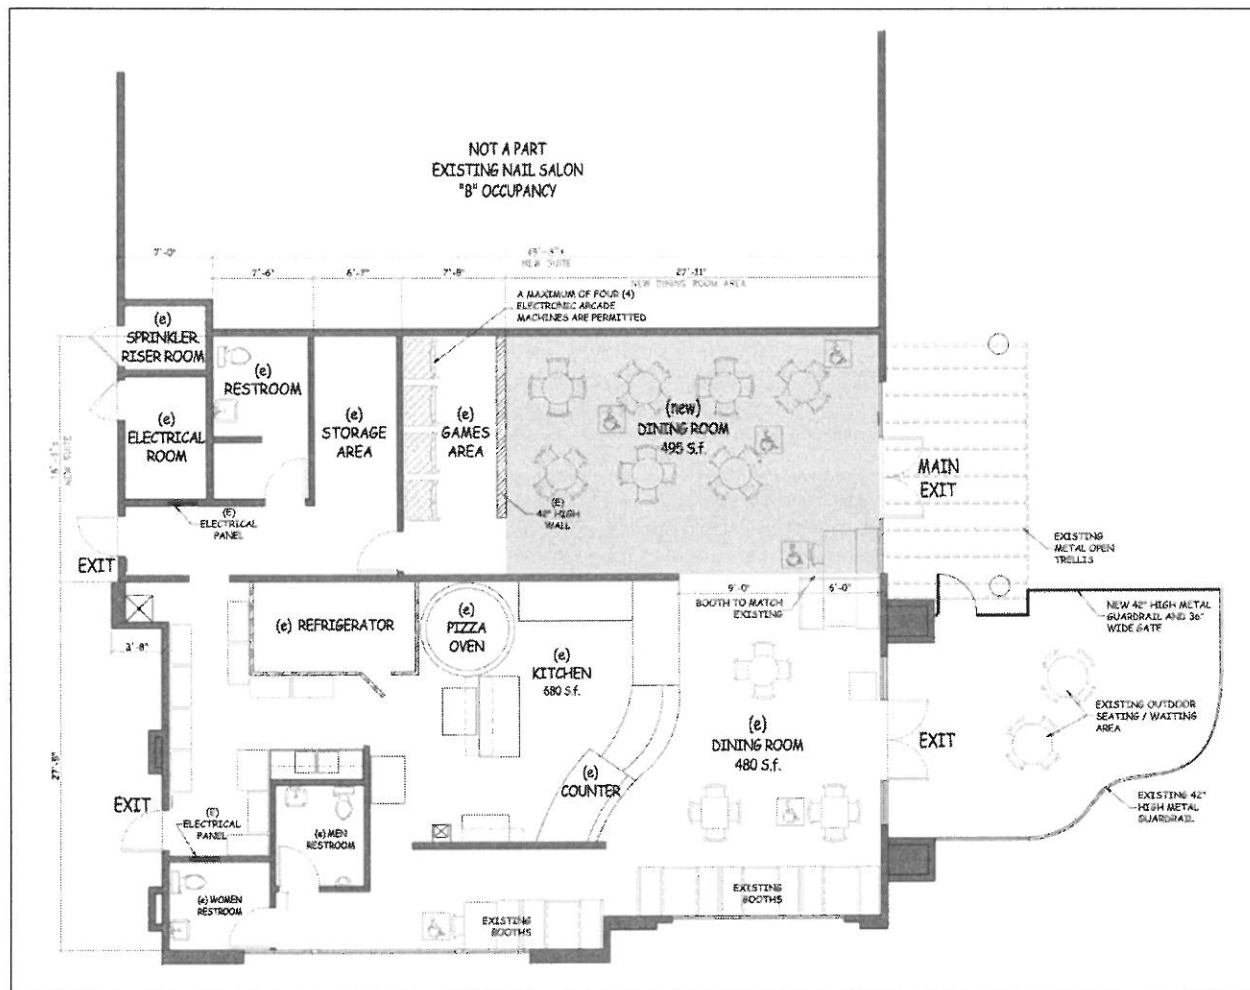 NOT A PART
EXISTING NAIL SALON
"B" OCCUPANCY
7'-0"
NEW SUITE
7'-6"
6'-7"
7'-8"
27'-11"
NEW DINING ROOM AREA
A MAXIMUM OF FOUR (4)
ELECTRONIC ARCADE
MACHINES ARE PERMITTED
(e)
SPRINKLER
RISER ROOM
(e)
RESTROOM
(e)
ELECTRICAL
ROOM
(e)
STORAGE
AREA
(e)
GAMES
AREA
(new)
DINING ROOM
495 S.f.
MAIN
EXIT
(E)
42" HIGH
WALL
(E)
ELECTRICAL
PANEL
EXIT
EXISTING
METAL OPEN
TRELLIS
9'-0"
6'-0"
BOOTH TO MATCH
EXISTING
NEW 42" HIGH METAL
GUARDRAIL AND 36"
WIDE GATE
(e) REFRIGERATOR
(e)
PIZZA
OVEN
(e)
KITCHEN
680 S.f.
3'-8"
27'-8"
(e)
DINING ROOM
480 S.f.
EXIT
EXISTING OUTDOOR
SEATING / WAITING
AREA
(e)
COUNTER
EXISTING 42"
HIGH METAL
GUARDRAIL
EXIT
(E)
ELECTRICAL
PANEL
(e) MEN
RESTROOM
(e) WOMEN
RESTROOM
EXISTING
BOOTHS
EXISTING
BOOTHS